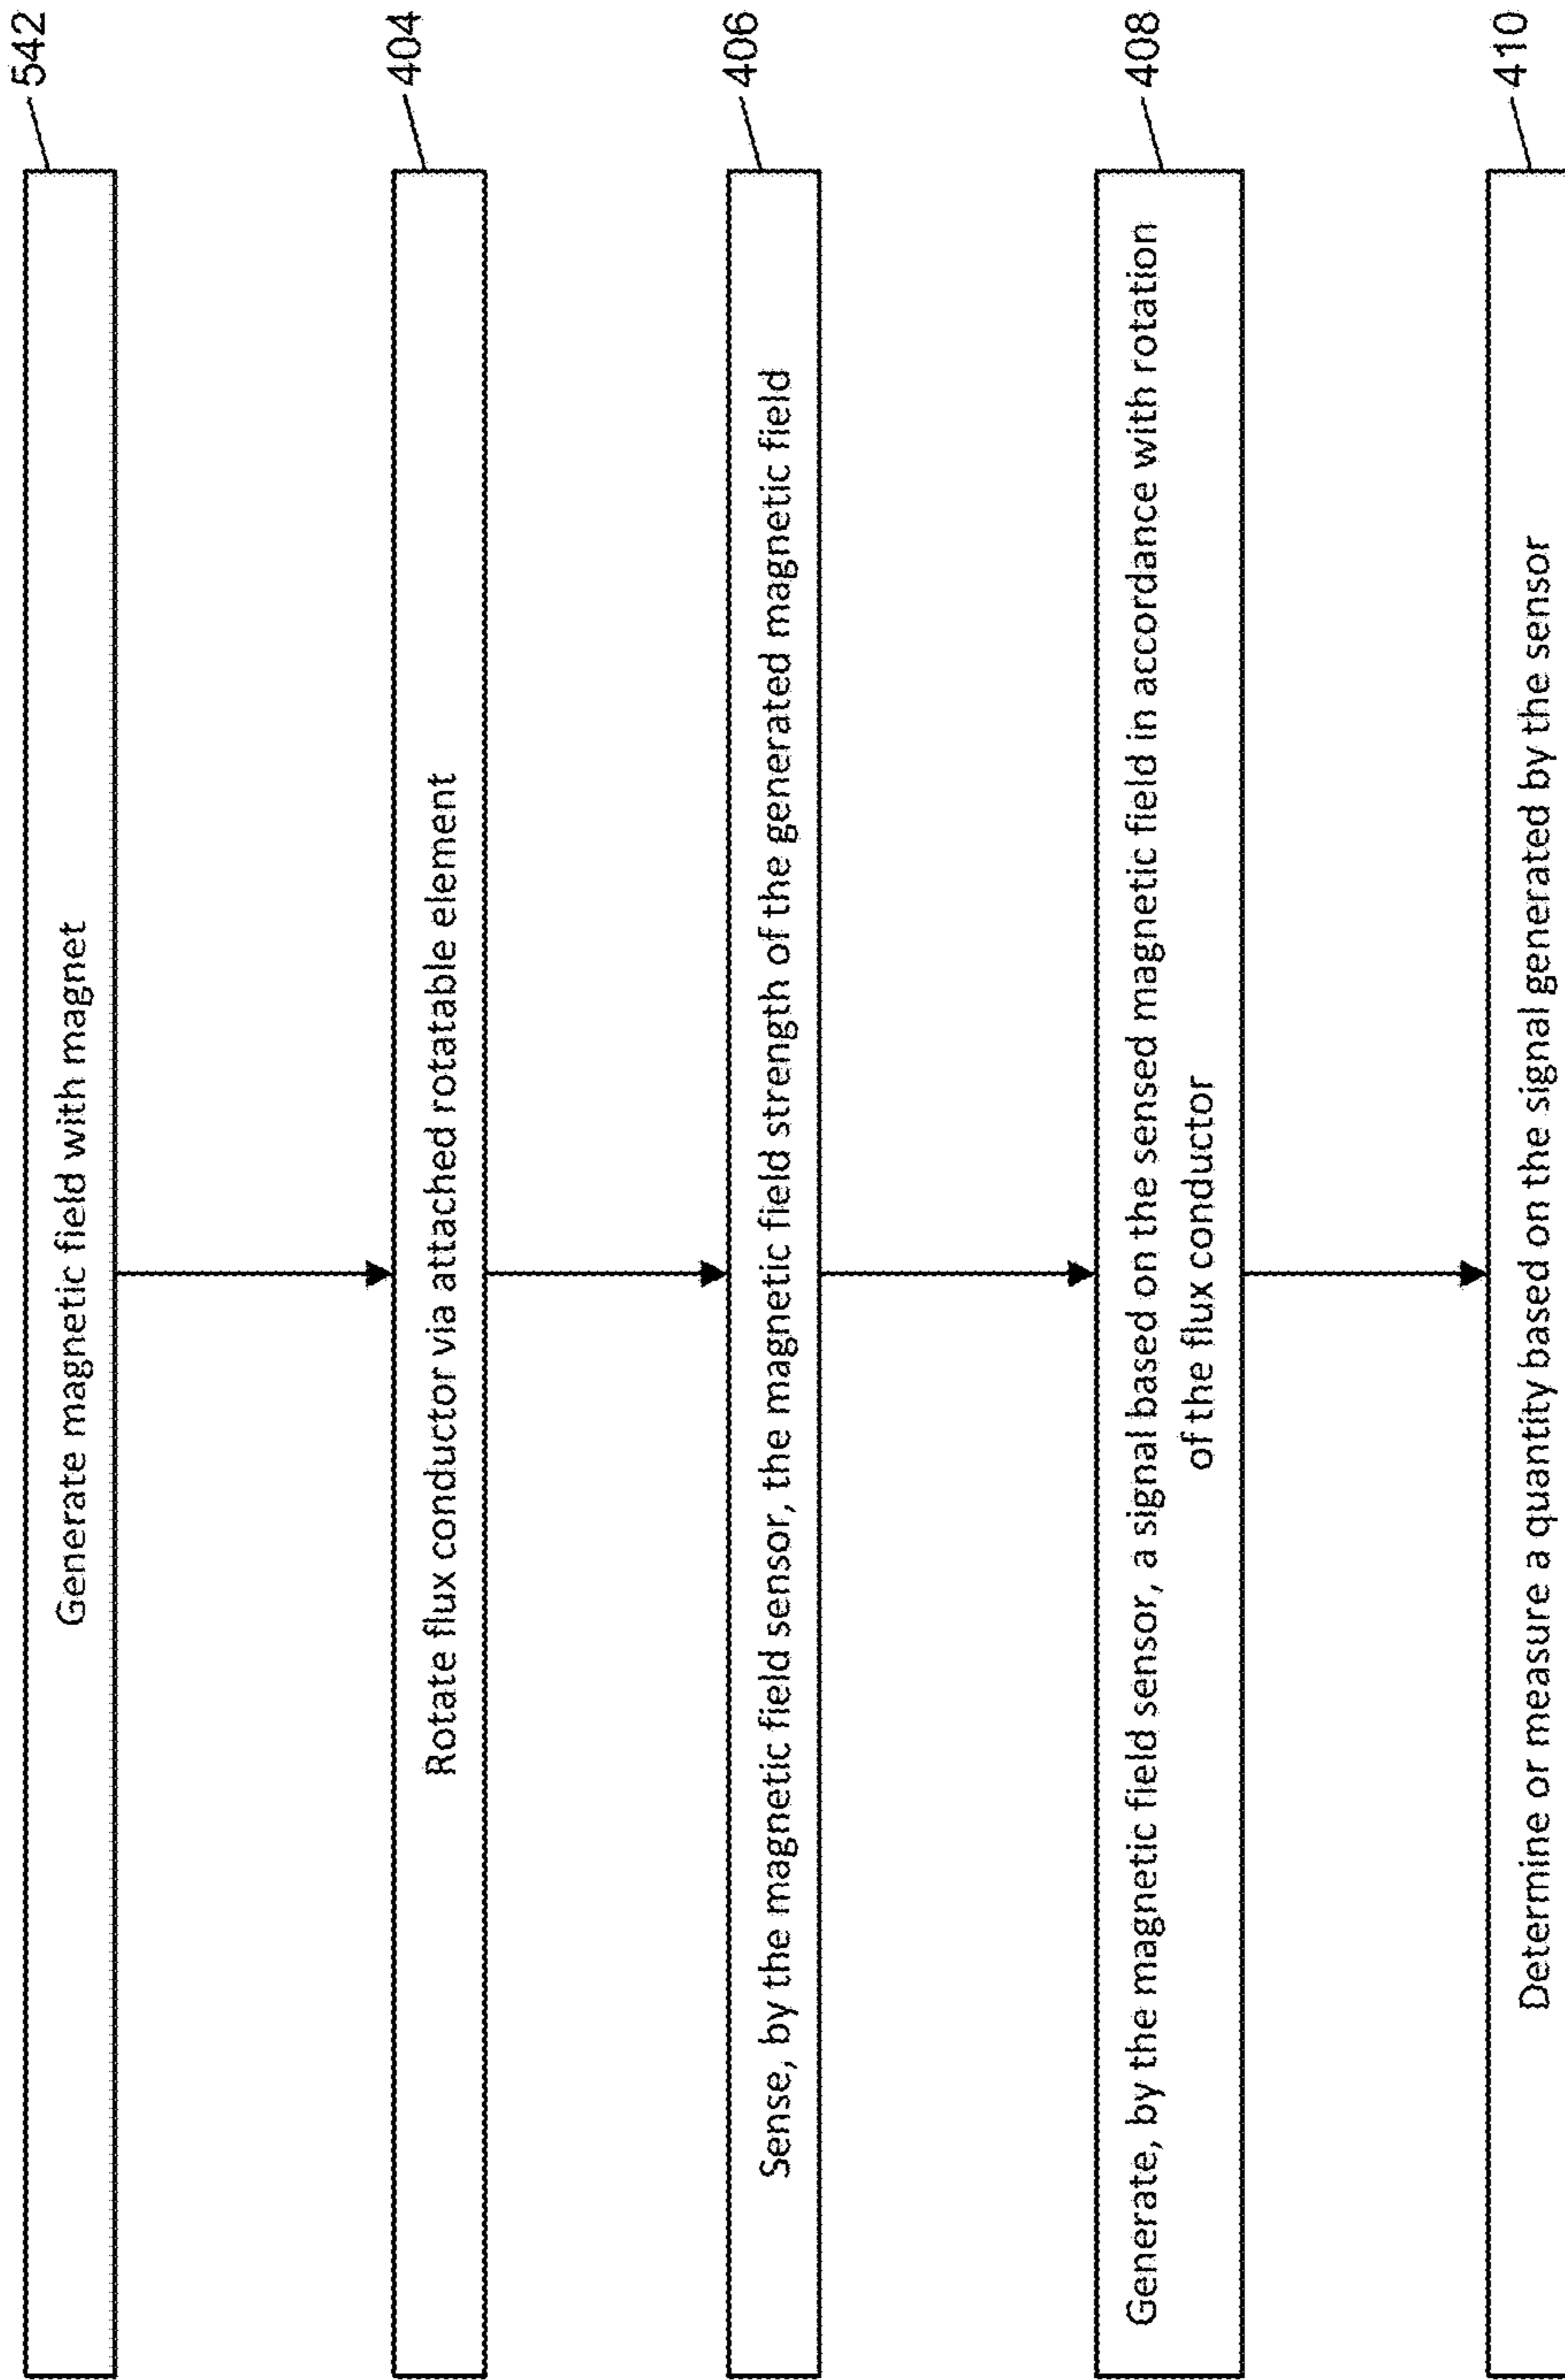 542
Generate magnetic field with magnet
404
Rotate flux conductor via attached rotatable element
406
Sense, by the magnetic field sensor, the magnetic field strength of the generated magnetic field
408
Generate, by the magnetic field sensor, a signal based on the sensed magnetic field in accordance with rotation
of the flux conductor
410
Determine or measure a quantity based on the signal generated by the sensor